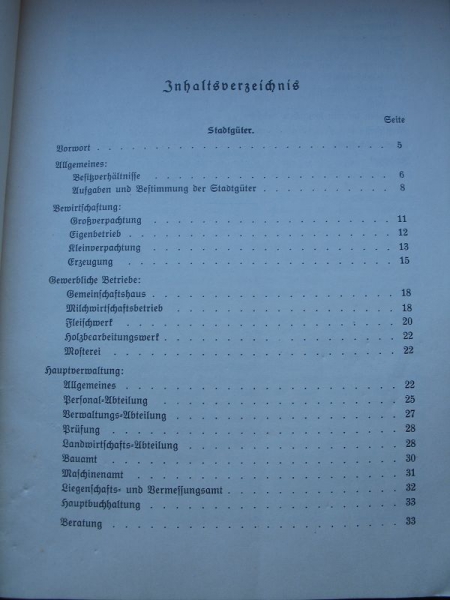 Inhaltsverzeichnis
Seite
Stadtgüter.
Vorwort . . . . . . . . . . . . . . . . 5
Allgemeines:
Besitzverhältnisse . . . . . . . . . . . . . . 6
Aufgaben und Bestimmung der Stadtgüter . . . . . . . . 8
Bewirtschaftung:
Großverpachtung . . . . . . . . . . . . . . 11
Eigenbetrieb . . . . . . . . . . . . . . . 12
Kleinverpachtung . . . . . . . . . . . . . . 13
Erzeugung . . . . . . . . . . . . . . . 15
Gewerbliche Betriebe:
Gemeinschaftshaus . . . . . . . . . . . . . . 18
Milchwirtschaftsbetrieb . . . . . . . . . . . . . 18
Fleischwerk . . . . . . . . . . . . . . . 20
Holzbearbeitungswerk . . . . . . . . . . . . . 22
Mosterei . . . . . . . . . . . . . . . . 22
Hauptverwaltung:
Allgemeines . . . . . . . . . . . . . . . 22
Personal-Abteilung . . . . . . . . . . . . . . 25
Verwaltungs-Abteilung . . . . . . . . . . . . . 27
Prüfung . . . . . . . . . . . . . . . . 28
Landwirtschafts-Abteilung . . . . . . . . . . . . 28
Bauamt . . . . . . . . . . . . . . . . 30
Maschinenamt . . . . . . . . . . . . . . . 31
Liegenschafts- und Vermessungsamt . . . . . . . . . . 32
Hauptbuchhaltung . . . . . . . . . . . . . . 33
Beratung . . . . . . . . . . . . . . . . 33